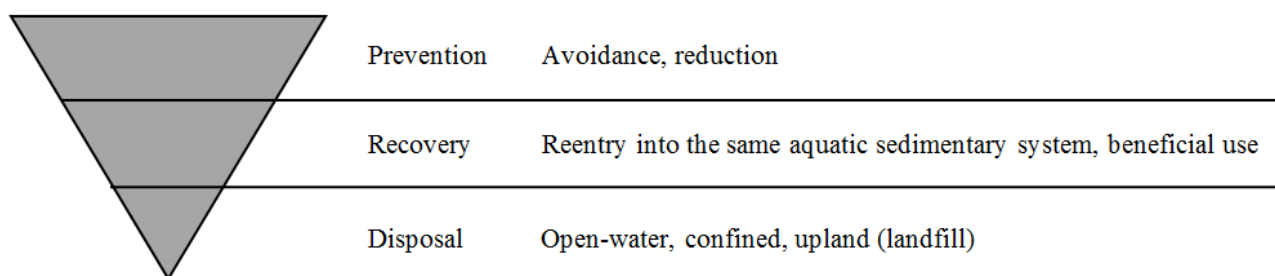 Prevention Avoidance, reduction
Recovery Reentry into the same aquatic sedimentary system, beneficial use
Disposal Open-water, confined, upland (landfill)